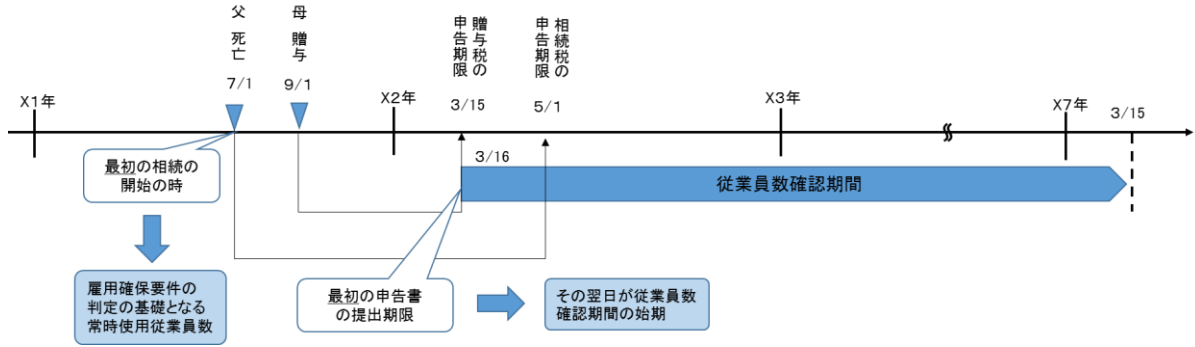 父 死亡
母 贈与
贈与税の
申告期限
相続税の
申告期限
7/1
9/1
X1年
X2年
3/15
5/1
X3年
X7年
3/15
3/16
従業員数確認期間
最初の相続の
開始の時
雇用確保要件の
判定の基礎となる
常時使用従業員数
最初の申告書
の提出期限
その翌日が従業員数
確認期間の始期